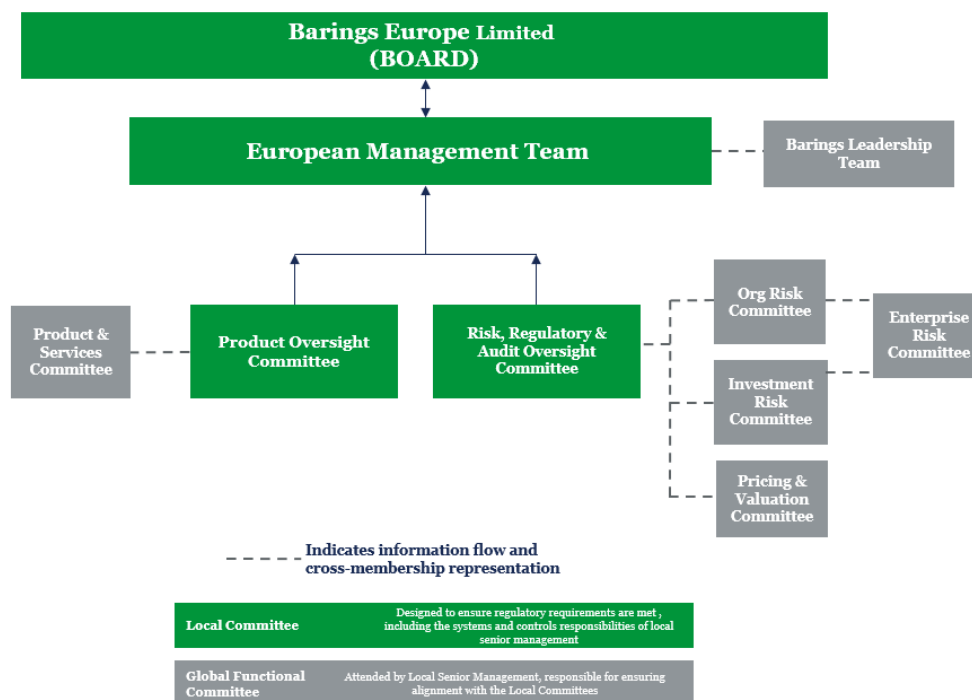 Barings Europe Limited
(BOARD)
European Management Team
Barings Leadership
Team
Product &
Services
Committee
Product Oversight
Committee
Risk, Regulatory &
Audit Oversight
Committee
Org Risk
Committee
Enterprise
Risk
Committee
Investment
Risk
Committee
Pricing &
Valuation
Committee
Indicates information flow and
cross-membership representation
Local Committee
Designed to ensure regulatory requirements are met ,
including the systems and controls responsibilities of local
senior management
Global Functional
Committee
Attended by Local Senior Management, responsible for ensuring
alignment with the Local Committees